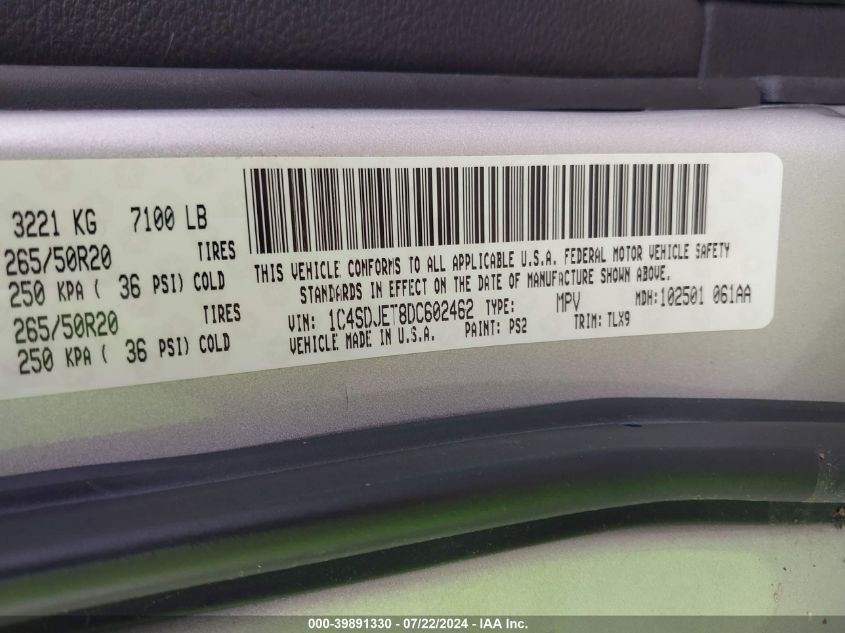 3221 KG 7100 LB
265/50R20 TIRES
250 KPA ( 36 PSI) COLD
265/50R20 TIRES
250 KPA ( 36 PSI) COLD
THIS VEHICLE CONFORMS TO ALL APPLICABLE U.S.A. FEDERAL MOTOR VEHICLE SAFETY
STANDARDS IN EFFECT ON THE DATE OF MANUFACTURE SHOWN ABOVE.
VIN: 1C4SDJET8DC602462 TYPE: MPV MDH:102501 061AA
VEHICLE MADE IN U.S.A. PAINT: PS2 TRIM: TLX9
000-39891330 - 07/22/2024 - IAA Inc.